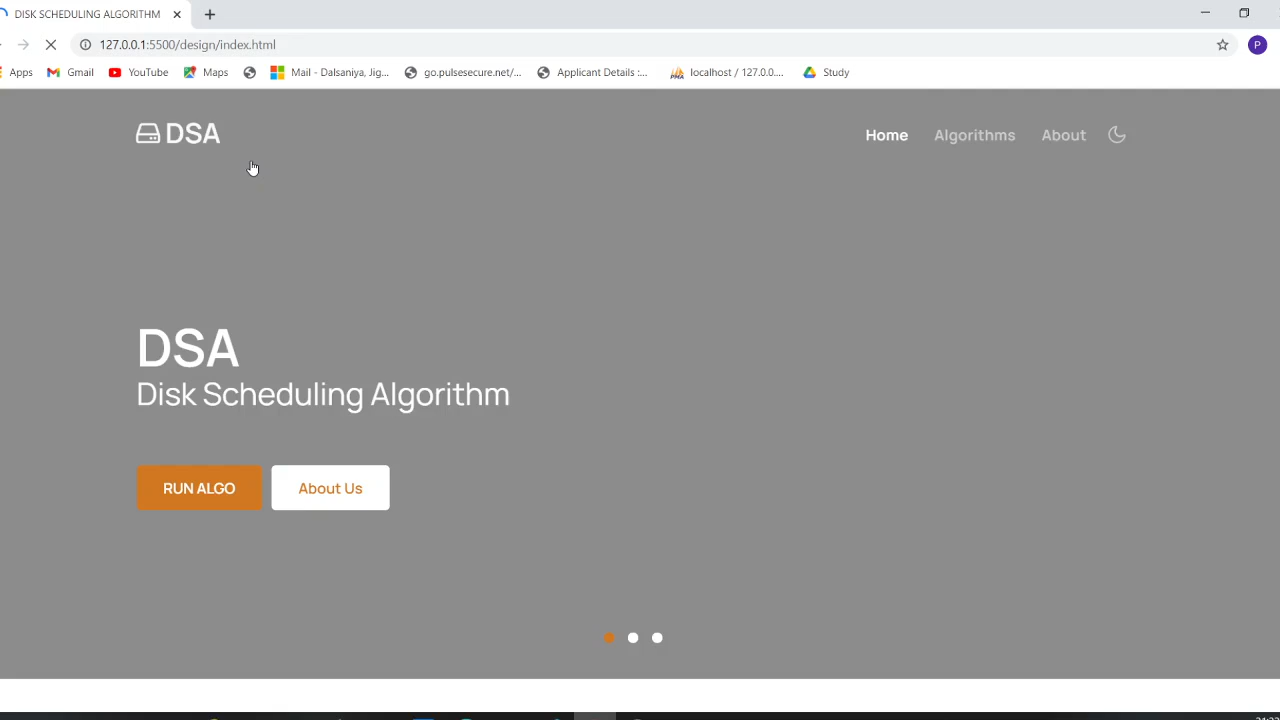 DISK SCHEDULING ALGORITHM
127.0.0.1:5500/design/index.html
P
Apps Gmail YouTube Maps Mail - Dalsaniya, Jig... go.pulsesecure.net/... Applicant Details :... PMA localhost / 127.0.0.... Study
DSA Home Algorithms About
DSA
Disk Scheduling Algorithm
RUN ALGO About Us